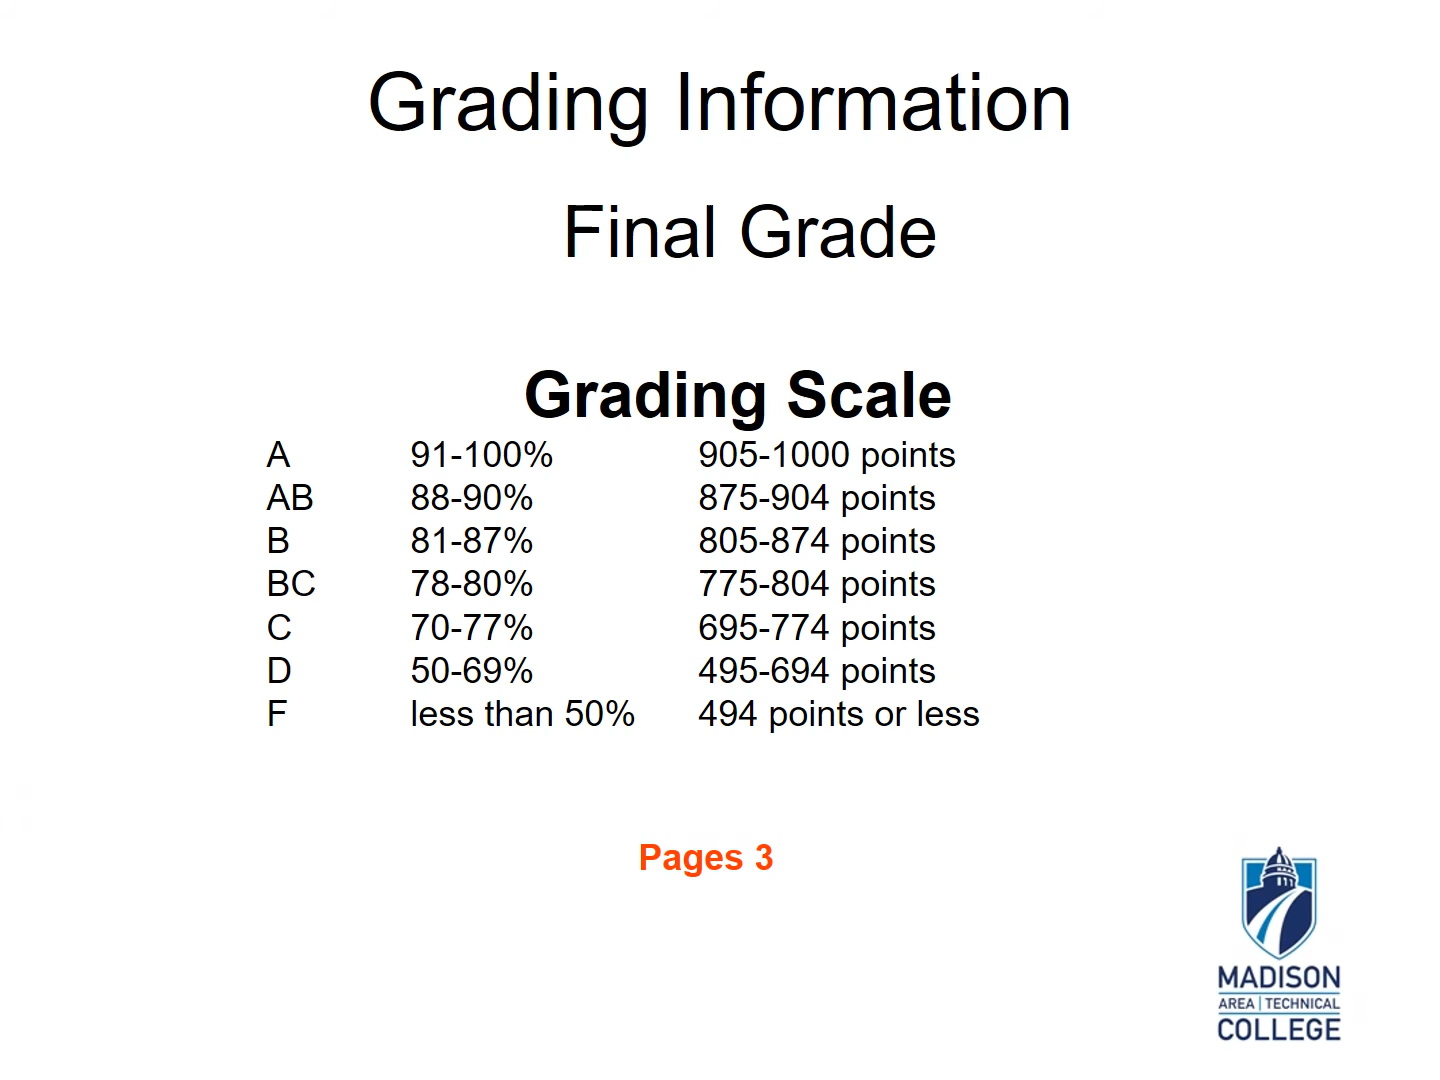 Grading Information
Final Grade
Grading Scale
A 91-100% 905-1000 points
AB 88-90% 875-904 points
B 81-87% 805-874 points
BC 78-80% 775-804 points
C 70-77% 695-774 points
D 50-69% 495-694 points
F less than 50% 494 points or less
Pages 3
MADISON
AREA | TECHNICAL
COLLEGE